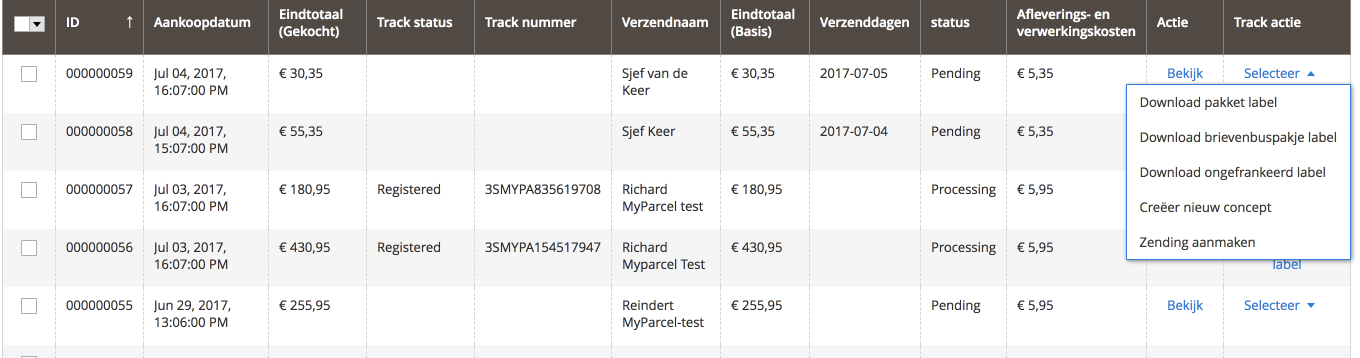 ID ↑ Aankoopdatum Eindtotaal (Gekocht) Track status Track nummer Verzendnaam Eindtotaal (Basis) Verzenddagen status Afleverings- en verwerkingskosten Actie Track actie
000000059 Jul 04, 2017, 16:07:00 PM € 30,35 Sjef van de Keer € 30,35 2017-07-05 Pending € 5,35 Bekijk Selecteer
Download pakket label
Download brievenbuspakje label
Download ongefrankeerd label
Creëer nieuw concept
Zending aanmaken
000000058 Jul 04, 2017, 15:07:00 PM € 55,35 Sjef Keer € 55,35 2017-07-04 Pending € 5,35
000000057 Jul 03, 2017, 16:07:00 PM € 180,95 Registered 3SMYPA835619708 Richard MyParcel test € 180,95 Processing € 5,95
000000056 Jul 03, 2017, 16:07:00 PM € 430,95 Registered 3SMYPA154517947 Richard Myparcel Test € 430,95 Processing € 5,95 label
000000055 Jun 29, 2017, 13:06:00 PM € 255,95 Reindert MyParcel-test € 255,95 Pending € 5,95 Bekijk Selecteer